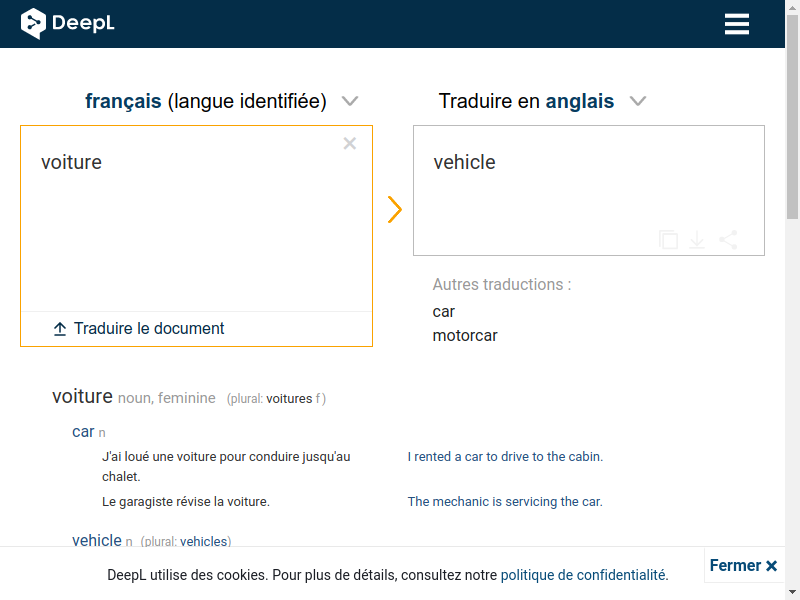 DeepL
français (langue identifiée)
Traduire en anglais
voiture
vehicle
Traduire le document
Autres traductions :
car
motorcar
voiture noun, feminine (plural: voitures f)
car n
J'ai loué une voiture pour conduire jusqu'au
chalet.
I rented a car to drive to the cabin.
Le garagiste révise la voiture.
The mechanic is servicing the car.
vehicle n (plural: vehicles)
Fermer ×
DeepL utilise des cookies. Pour plus de détails, consultez notre politique de confidentialité.